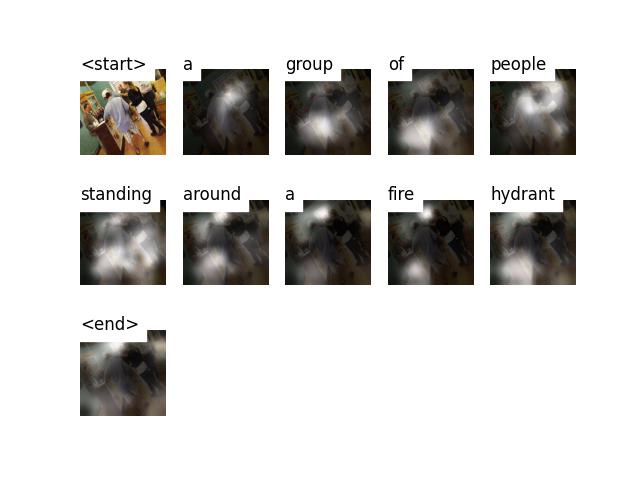 <start> a group of people
standing around a fire hydrant
<end>